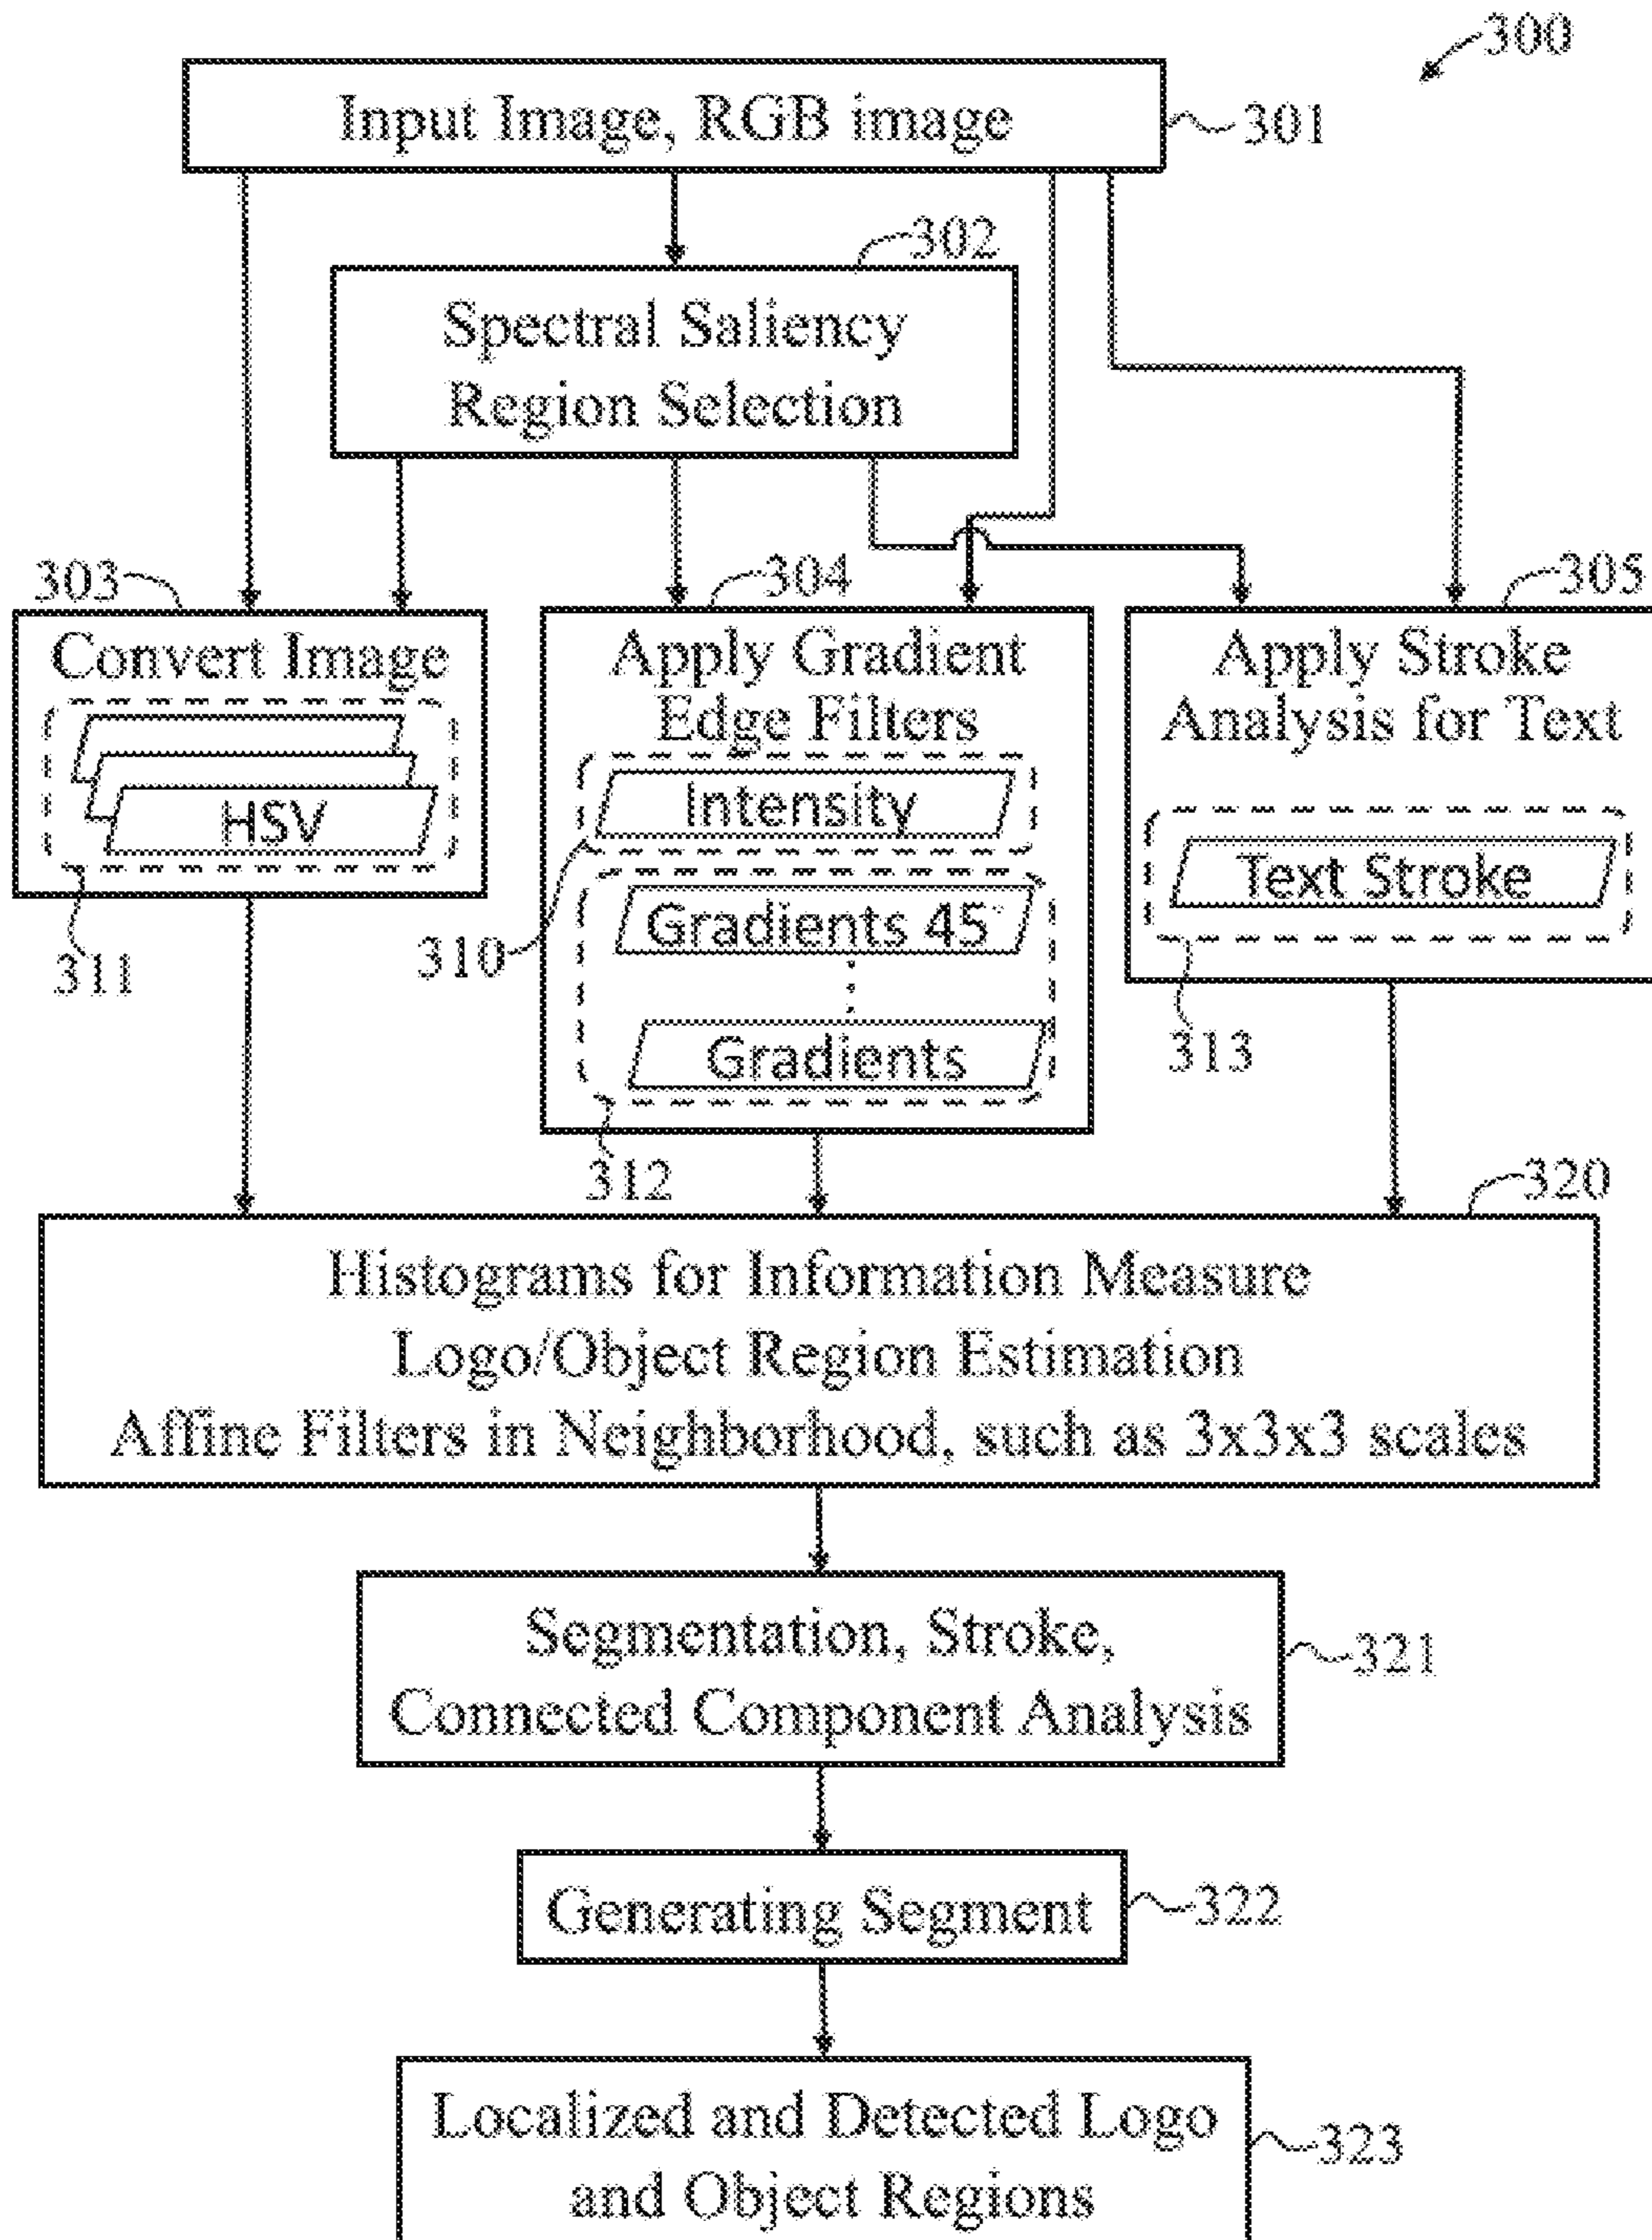 300
Input Image, RGB image
301
302
Spectral Saliency
Region Selection
303
304
305
Convert Image
HSV
311
Apply Gradient
Edge Filters
Intensity
310
Gradients 45°
Gradients
312
Apply Stroke
Analysis for Text
Text Stroke
313
320
Histograms for Information Measure
Logo/Object Region Estimation
Affine Filters in Neighborhood, such as 3x3x3 scales
Segmentation, Stroke,
Connected Component Analysis
321
Generating Segment
322
Localized and Detected Logo
and Object Regions
323